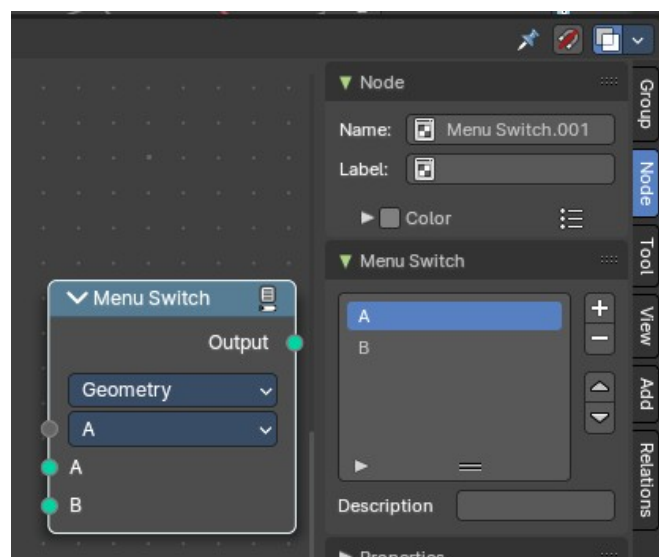 Node
Name: Menu Switch.001
Label:
Color
Menu Switch
A
B
Description
Properties
Menu Switch
Output
Geometry
A
A
B
Group
Node
Tool
View
Add
Relations